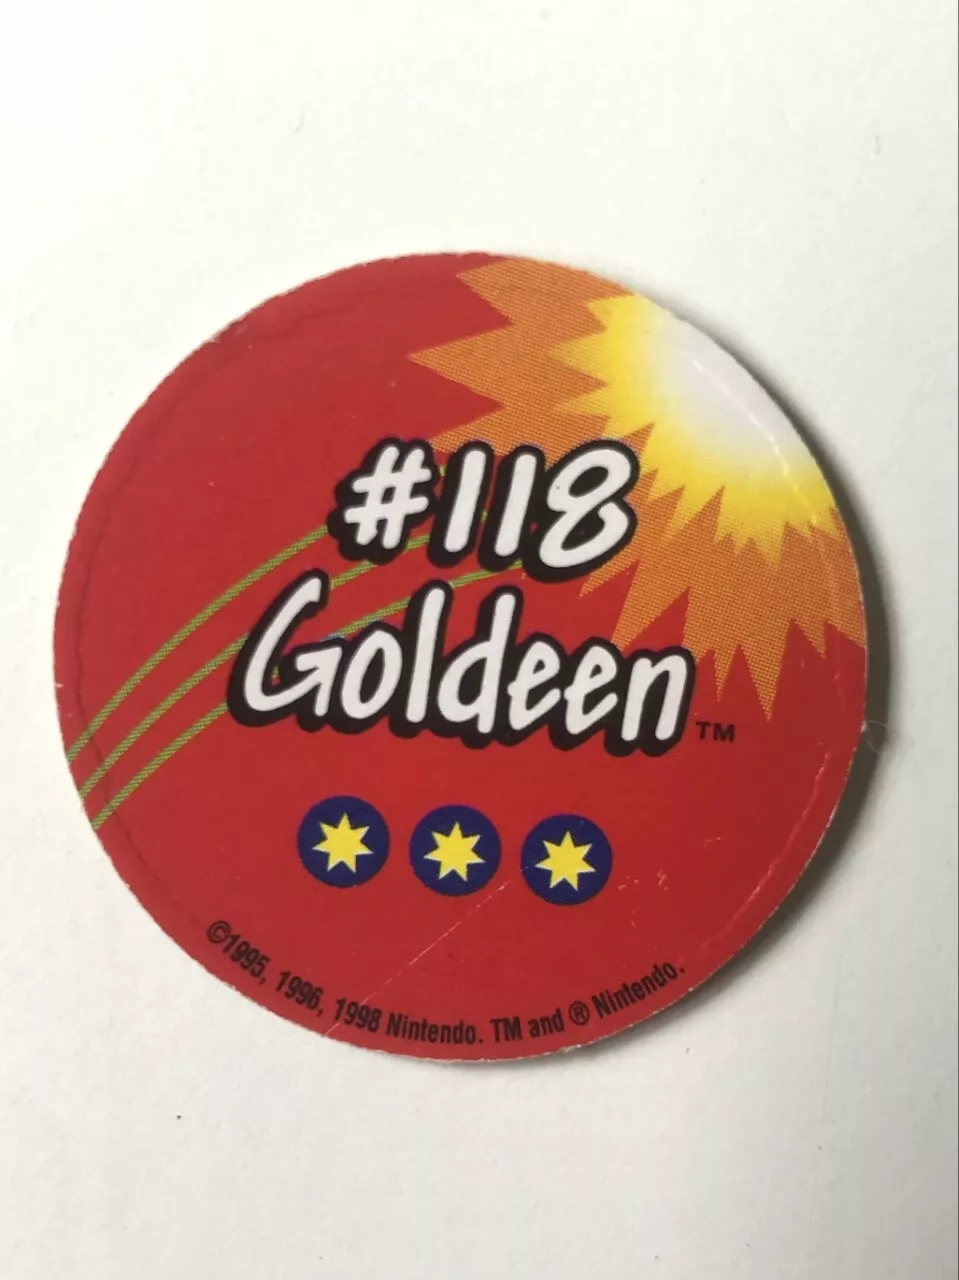 #118
Goldeen™
©1995, 1996, 1998 Nintendo. TM and ® Nintendo.